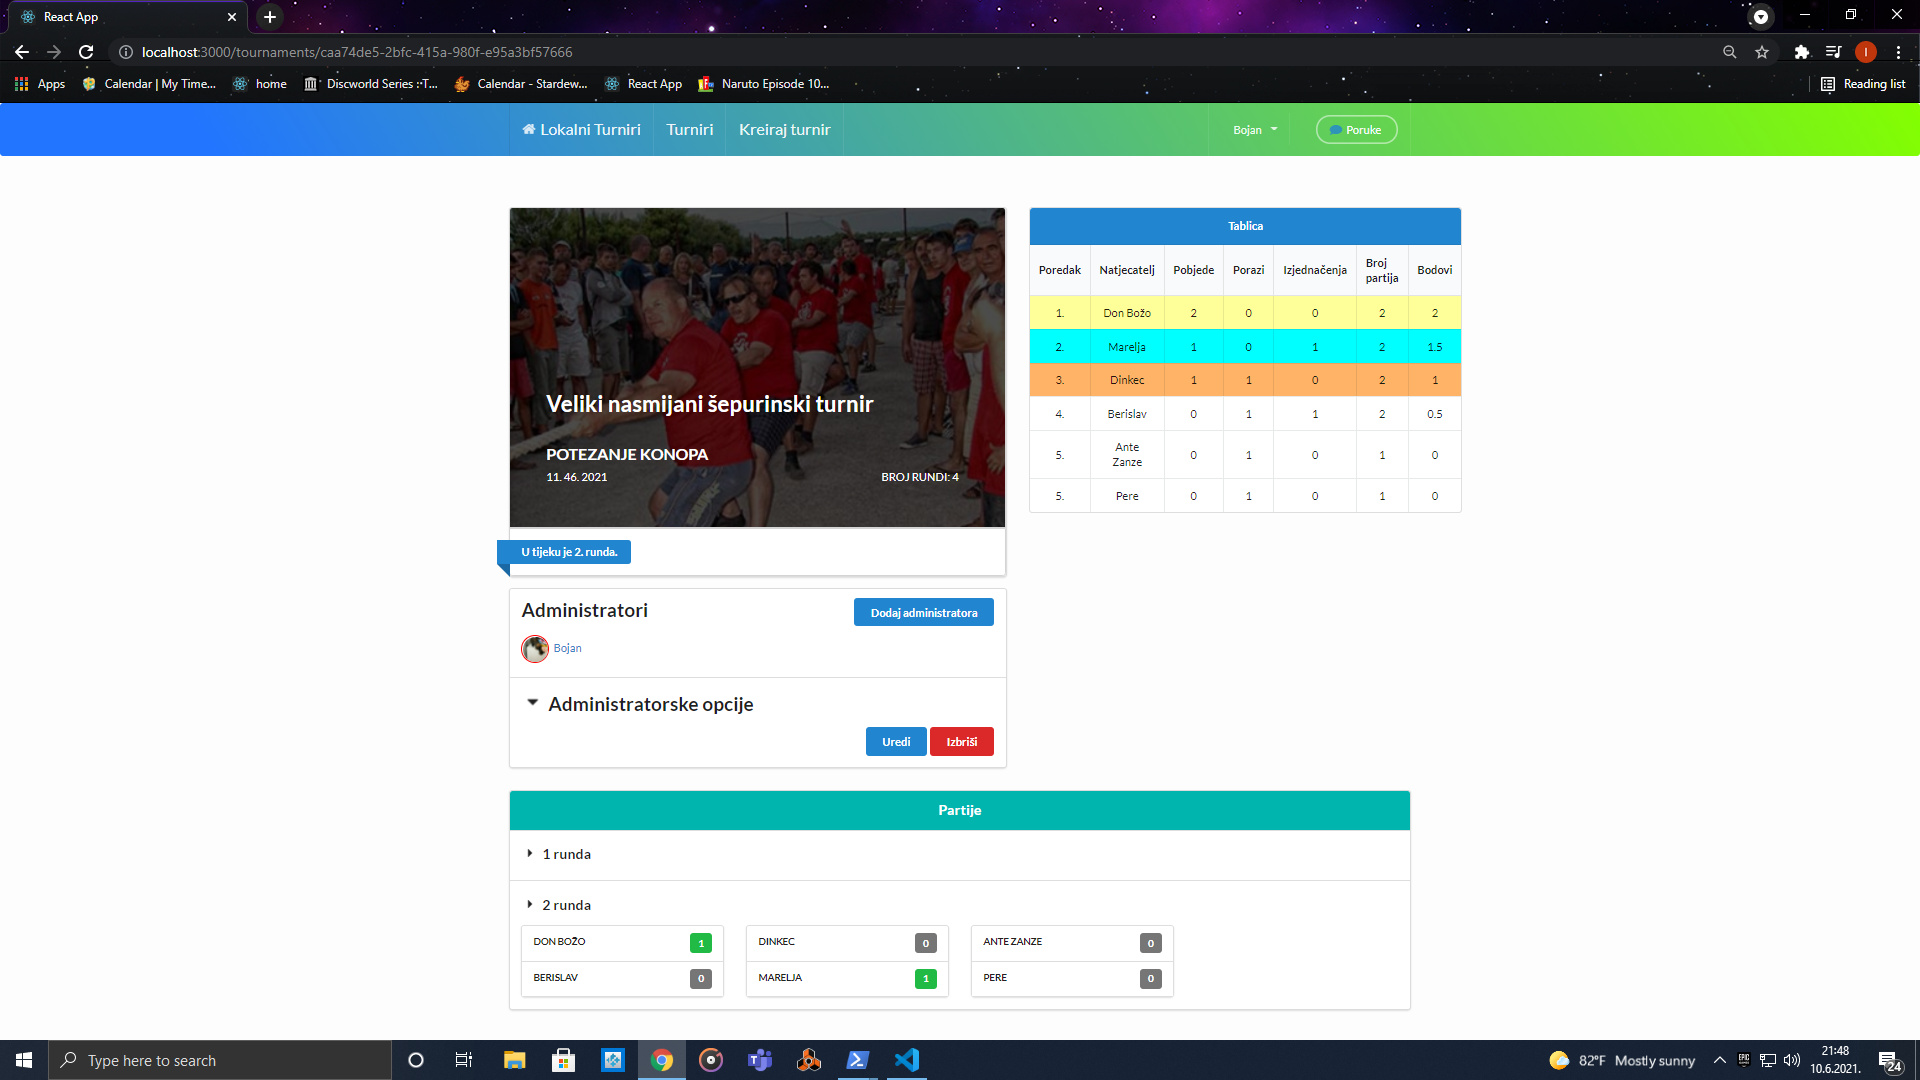 React App
localhost:3000/tournaments/caa74de5-2bfc-415a-980f-e95a3bf57666
I
Apps
Calendar | My Time...
home
Discworld Series :: T...
Calendar - Stardew...
React App
Naruto Episode 10...
Reading list
Lokalni Turniri
Turniri
Kreiraj turnir
Bojan
Poruke
Veliki nasmijani šepurinski turnir
POTEZANJE KONOPA
11. 46. 2021
BROJ RUNDI: 4
U tijeku je 2. runda.
Tablica
Poredak Natjecatelj Pobjede Porazi Izjednačenja Broj partija Bodovi
1. Don Božo 2 0 0 2 2
2. Marelja 1 0 1 2 1.5
3. Dinkec 1 1 0 2 1
4. Berislav 0 1 1 2 0.5
5. Ante Zanze 0 1 0 1 0
5. Pere 0 1 0 1 0
Administratori
Dodaj administratora
Bojan
Administratorske opcije
Uredi
Izbriši
Partije
1 runda
2 runda
DON BOŽO 1
BERISLAV 0
DINKEC 0
MARELJA 1
ANTE ZANZE 0
PERE 0
Type here to search
82°F Mostly sunny
EPIC
21:48
10.6.2021.
24